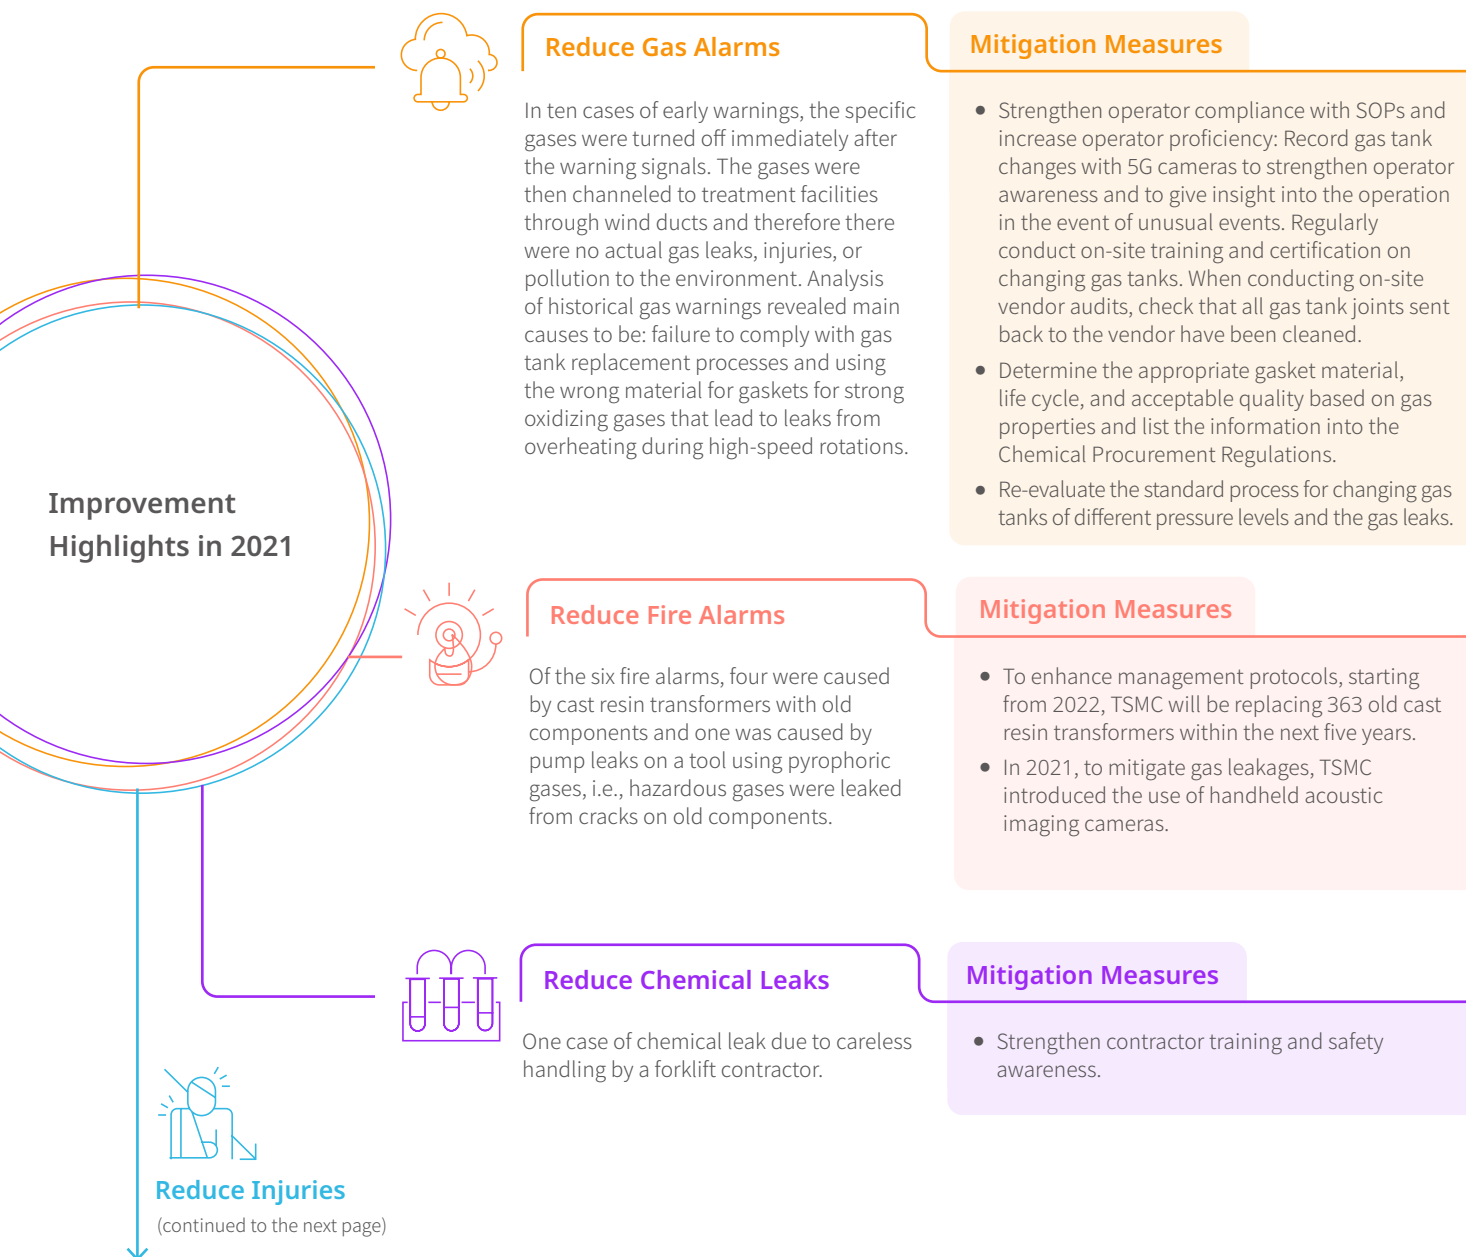 Improvement
Highlights in 2021
Reduce Gas Alarms
In ten cases of early warnings, the specific
gases were turned off immediately after
the warning signals. The gases were
then channeled to treatment facilities
through wind ducts and therefore there
were no actual gas leaks, injuries, or
pollution to the environment. Analysis
of historical gas warnings revealed main
causes to be: failure to comply with gas
tank replacement processes and using
the wrong material for gaskets for strong
oxidizing gases that lead to leaks from
overheating during high-speed rotations.
Mitigation Measures
• Strengthen operator compliance with SOPs and
increase operator proficiency: Record gas tank
changes with 5G cameras to strengthen operator
awareness and to give insight into the operation
in the event of unusual events. Regularly
conduct on-site training and certification on
changing gas tanks. When conducting on-site
vendor audits, check that all gas tank joints sent
back to the vendor have been cleaned.
• Determine the appropriate gasket material,
life cycle, and acceptable quality based on gas
properties and list the information into the
Chemical Procurement Regulations.
• Re-evaluate the standard process for changing gas
tanks of different pressure levels and the gas leaks.
Reduce Fire Alarms
Of the six fire alarms, four were caused
by cast resin transformers with old
components and one was caused by
pump leaks on a tool using pyrophoric
gases, i.e., hazardous gases were leaked
from cracks on old components.
Mitigation Measures
• To enhance management protocols, starting
from 2022, TSMC will be replacing 363 old cast
resin transformers within the next five years.
• In 2021, to mitigate gas leakages, TSMC
introduced the use of handheld acoustic
imaging cameras.
Reduce Chemical Leaks
One case of chemical leak due to careless
handling by a forklift contractor.
Mitigation Measures
• Strengthen contractor training and safety
awareness.
Reduce Injuries
(continued to the next page)